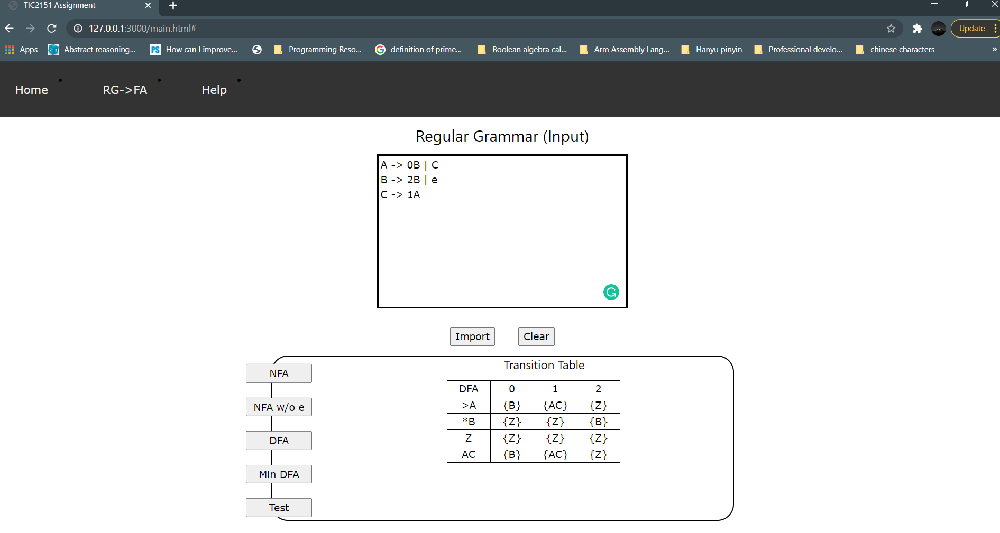 TIC2151 Assignment
127.0.0.1:3000/main.html#
Update
Apps
Abstract reasoning...
PS
How can I improve...
Programming Reso...
definition of prime...
Boolean algebra cal...
Arm Assembly Lang...
Hanyu pinyin
Professional develo...
chinese characters
»
Home
RG->FA
Help
Regular Grammar (Input)
A -> 0B | C
B -> 2B | e
C -> 1A
Import Clear
Transition Table
NFA
NFA w/o e
DFA
Min DFA
Test
DFA 0 1 2
>A {B} {AC} {Z}
*B {Z} {Z} {B}
Z {Z} {Z} {Z}
AC {B} {AC} {Z}